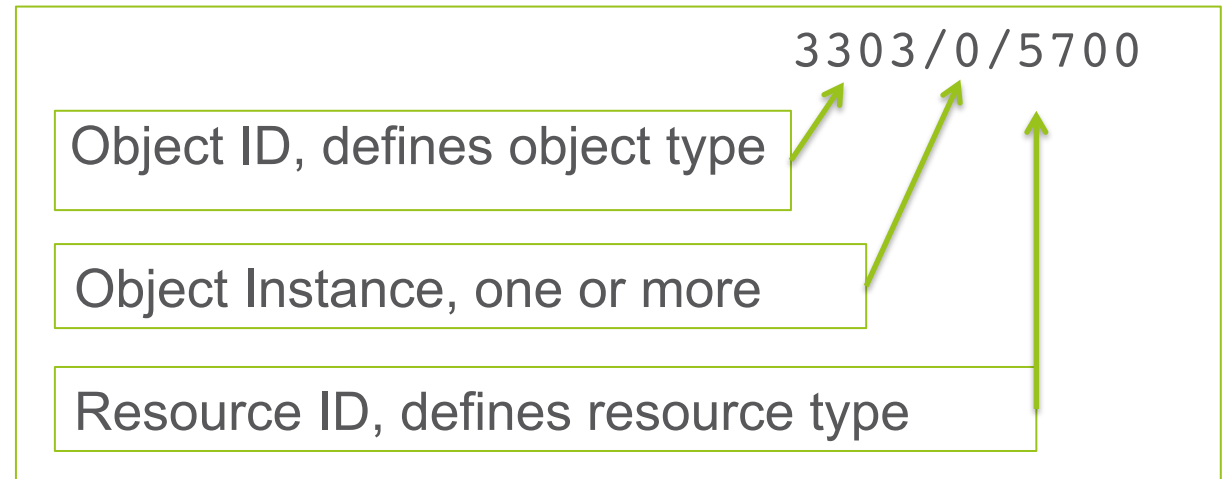 3303/0/5700
Object ID, defines object type
Object Instance, one or more
Resource ID, defines resource type